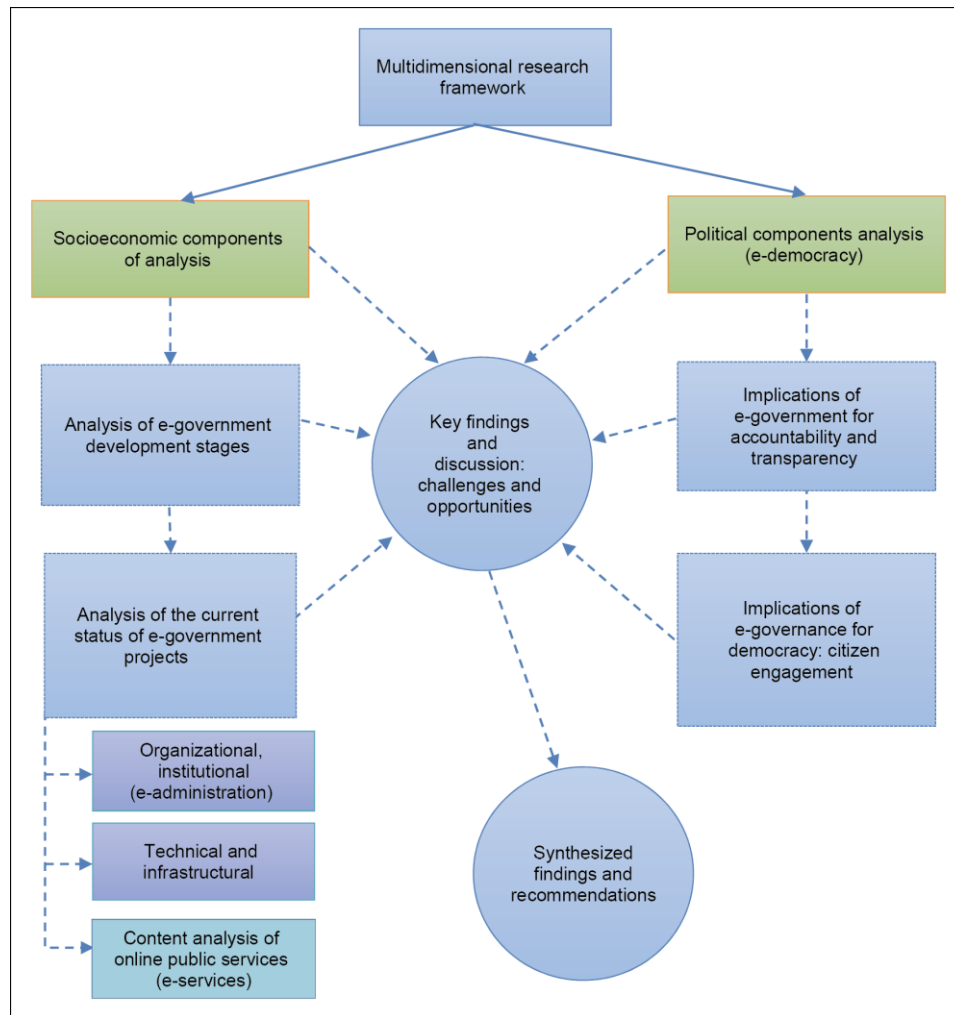 Multidimensional research
framework
Socioeconomic components
of analysis
Political components analysis
(e-democracy)
Analysis of e-government
development stages
Key findings
and
discussion:
challenges and
opportunities
Implications of
e-government for
accountability and
transparency
Analysis of the current
status of e-government
projects
Implications of
e-governance for
democracy: citizen
engagement
Organizational,
institutional
(e-administration)
Technical and
infrastructural
Content analysis of
online public services
(e-services)
Synthesized
findings and
recommendations